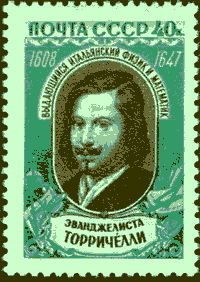 ПОЧТА СССР 40к
ВЫДАЮЩИЙСЯ ИТАЛЬЯНСКИЙ ФИЗИК И МАТЕМАТИК
1608 1647
ЭВАНДЖЕЛИСТА
ТОРРИЧЕЛЛИ